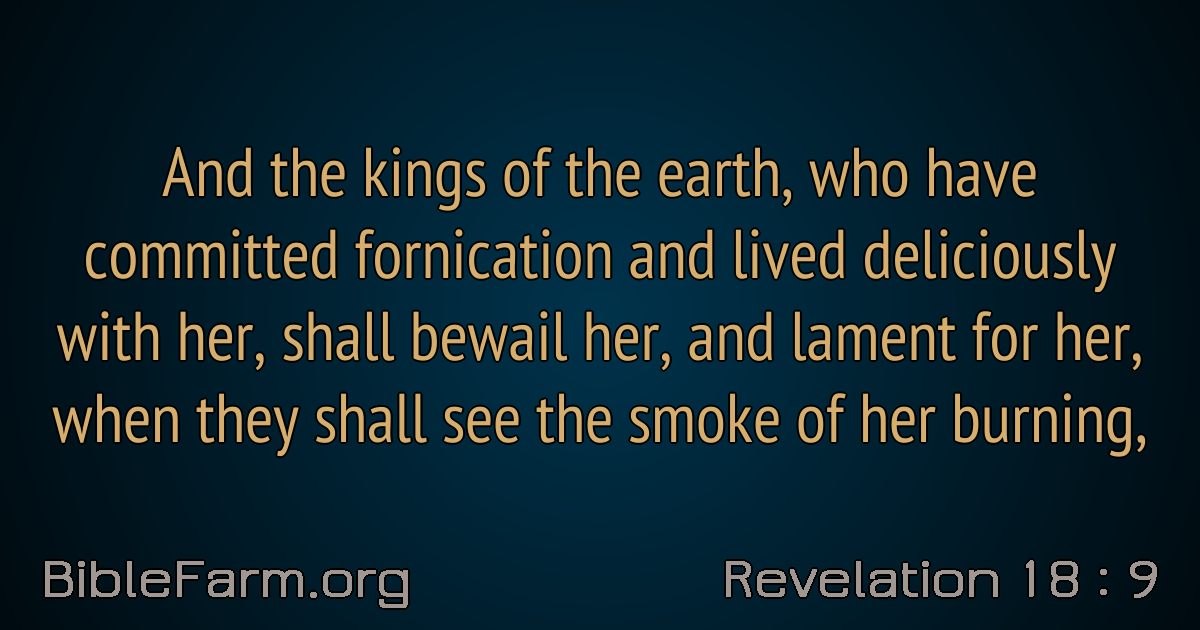 And the kings of the earth, who have
committed fornication and lived deliciously
with her, shall bewail her, and lament for her,
when they shall see the smoke of her burning,
BibleFarm.org
Revelation 18 : 9